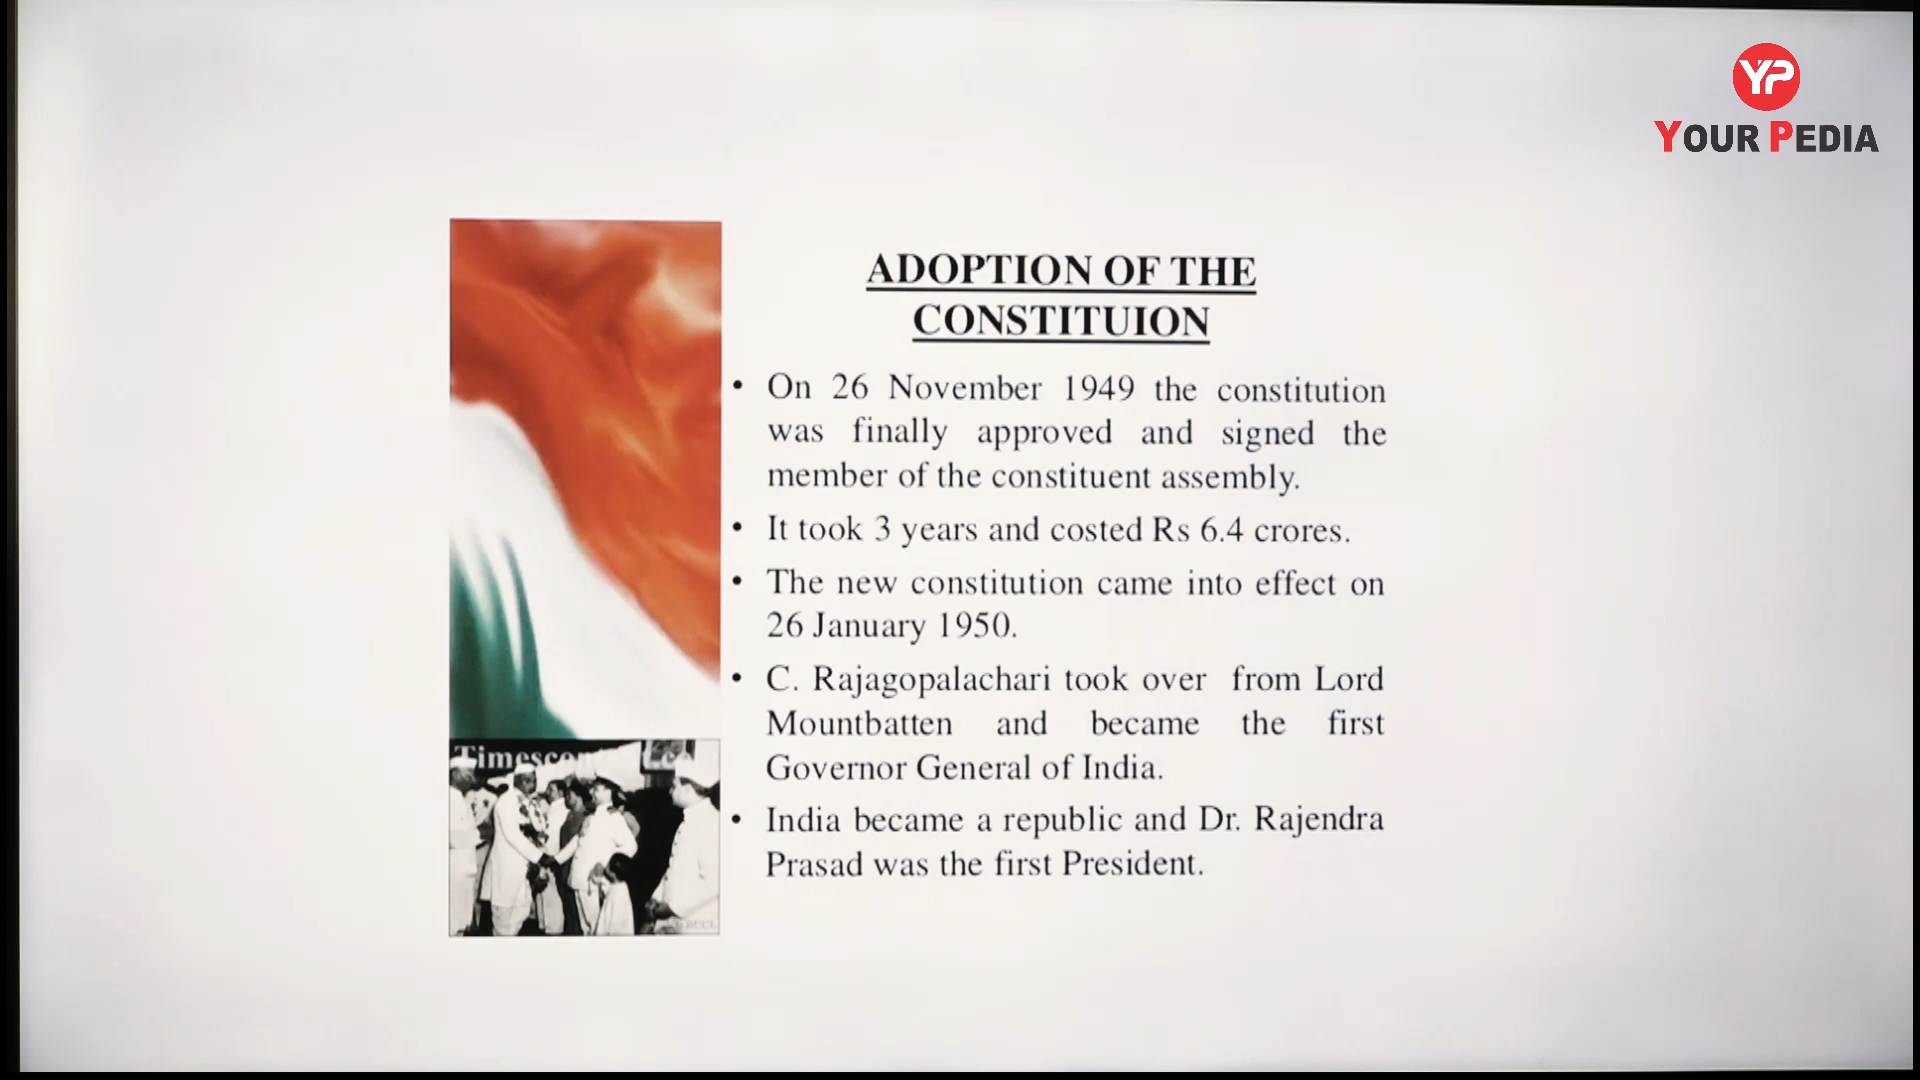 YP
YOUR PEDIA
ADOPTION OF THE
CONSTITUION
• On 26 November 1949 the constitution
was finally approved and signed the
member of the constituent assembly.
• It took 3 years and costed Rs 6.4 crores.
• The new constitution came into effect on
26 January 1950.
• C. Rajagopalachari took over from Lord
Mountbatten and became the first
Governor General of India.
• India became a republic and Dr. Rajendra
Prasad was the first President.